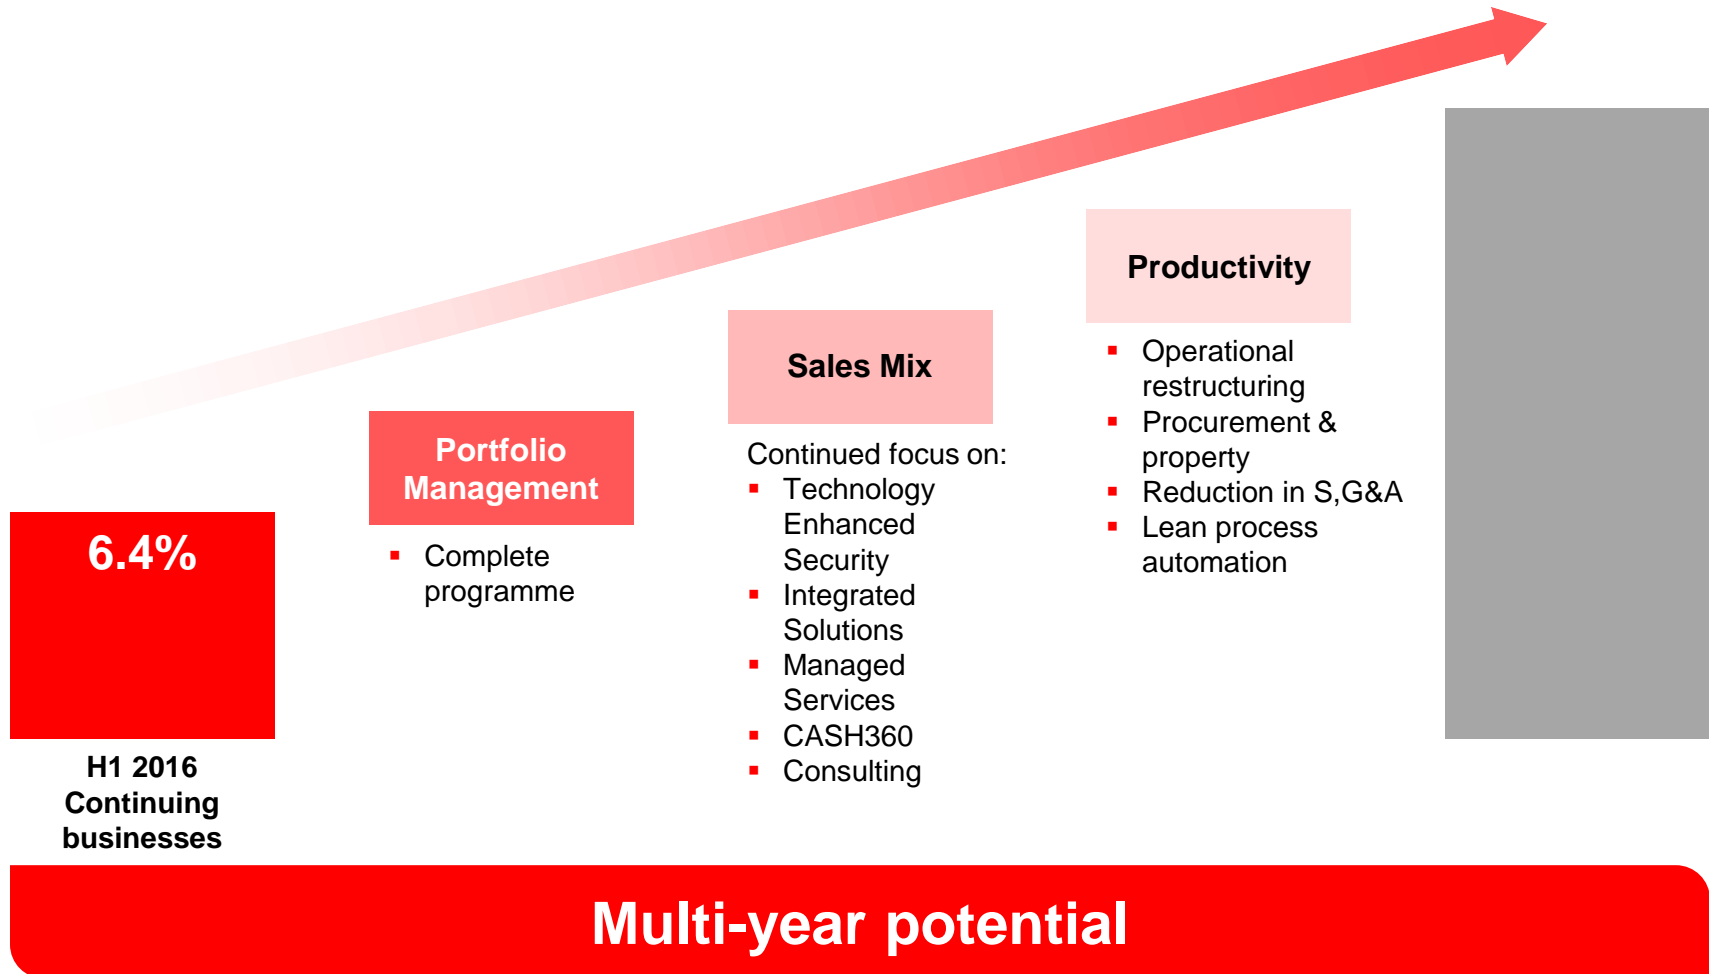 6.4%
H1 2016
Continuing
businesses
Portfolio
Management
▪ Complete
programme
Sales Mix
Continued focus on:
▪ Technology
Enhanced
Security
▪ Integrated
Solutions
▪ Managed
Services
▪ CASH360
▪ Consulting
Productivity
▪ Operational
restructuring
▪ Procurement &
property
▪ Reduction in S,G&A
▪ Lean process
automation
Multi-year potential